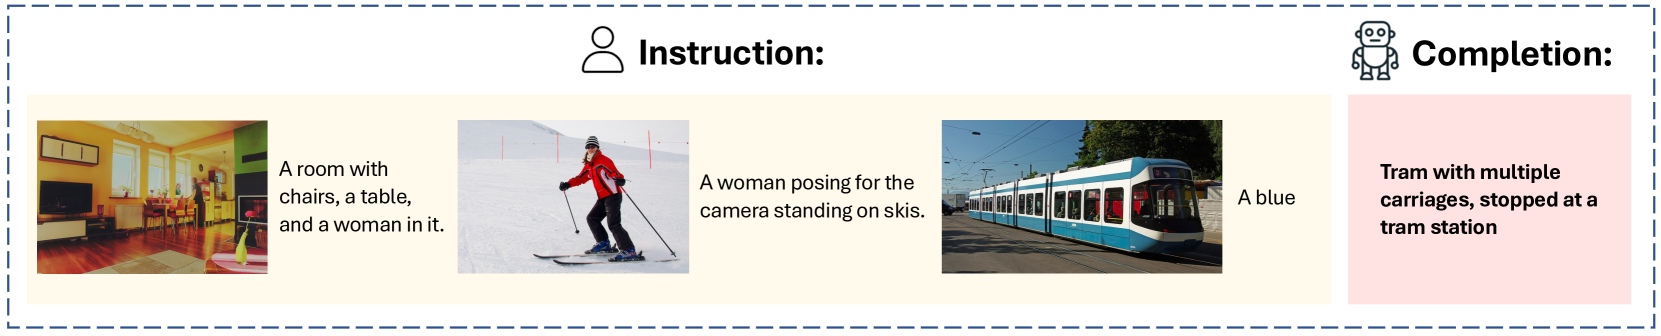 Instruction:
Completion:
A room with
chairs, a table,
and a woman in it.
A woman posing for the
camera standing on skis.
A blue
Tram with multiple
carriages, stopped at a
tram station